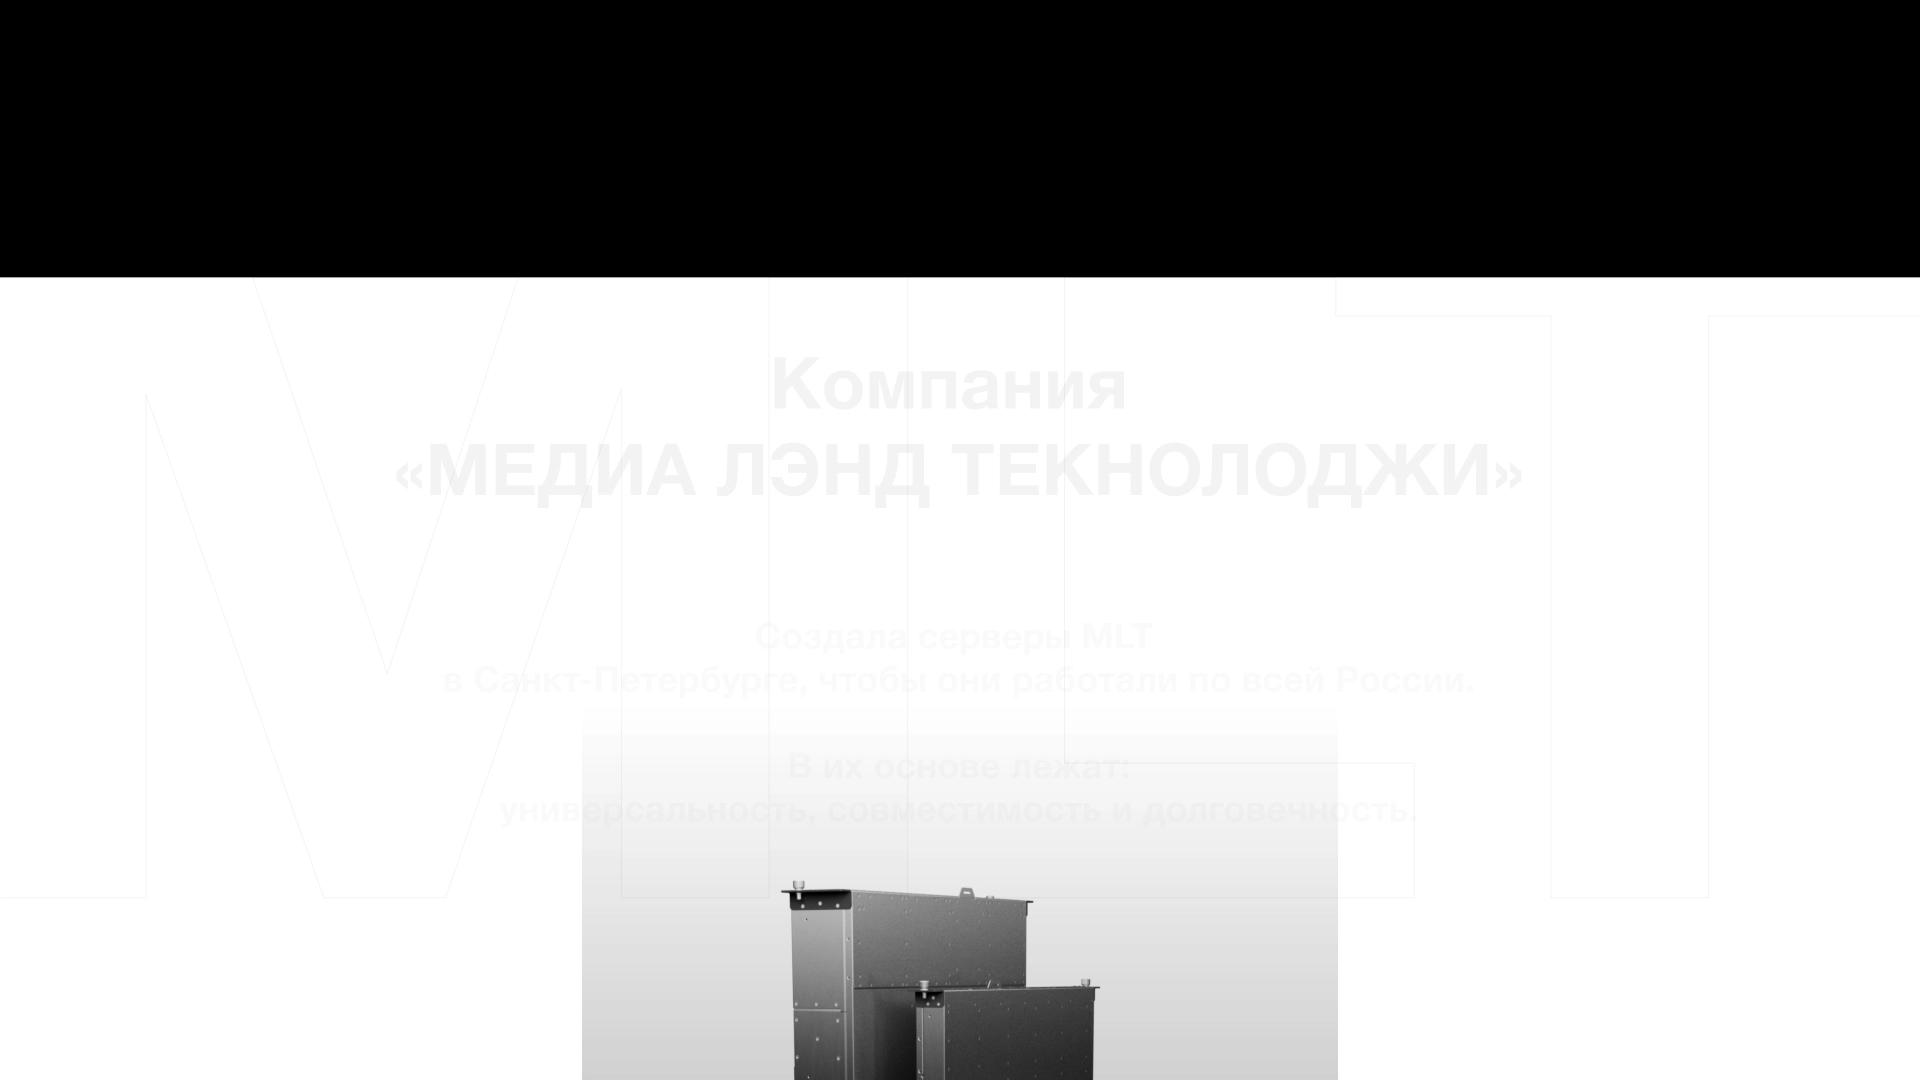 MLT
Компания
«МЕДИА ЛЭНД ТЕКНОЛОДЖИ»
Создала серверы MLT
в Санкт-Петербурге, чтобы они работали по всей России.
В их основе лежат:
универсальность, совместимость и долговечность.